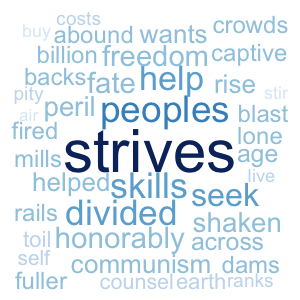 costs
buy abound wants crowds
billion freedom captive
backs fate help rise stir
pity peril peoples blast
air
fired strives lone
mills age
helped skills seek live
rails divided shaken
toil honorably across
self communism dams
fuller counsel earth ranks